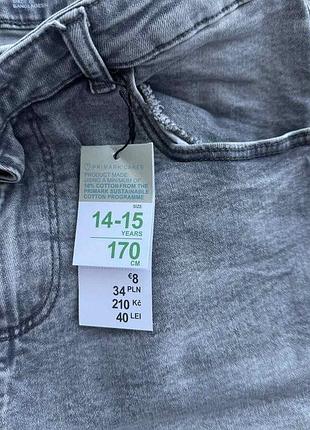 BANGLADESH
PRIMARK CARES
PRODUCT MADE
USING A MINIMUM OF
COTTON FROM THE
PRIMARK SUSTAINABLE
COTTON PROGRAMME
SIZE
14-15
YEARS
170
CM
€8
34 PLN
210 Kč
40 LEI